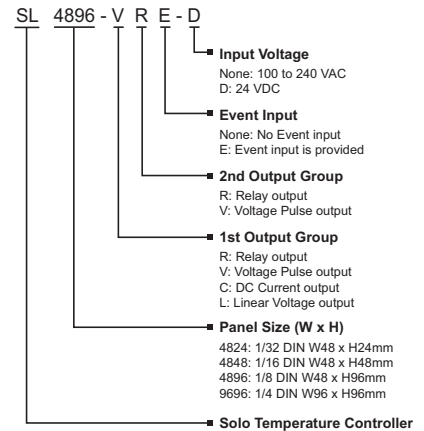 SL 4896 - V R E - D
Input Voltage
None: 100 to 240 VAC
D: 24 VDC
Event Input
None: No Event input
E: Event input is provided
2nd Output Group
R: Relay output
V: Voltage Pulse output
1st Output Group
R: Relay output
V: Voltage Pulse output
C: DC Current output
L: Linear Voltage output
Panel Size (W x H)
4824: 1/32 DIN W48 x H24mm
4848: 1/16 DIN W48 x H48mm
4896: 1/8 DIN W48 x H96mm
9696: 1/4 DIN W96 x H96mm
Solo Temperature Controller